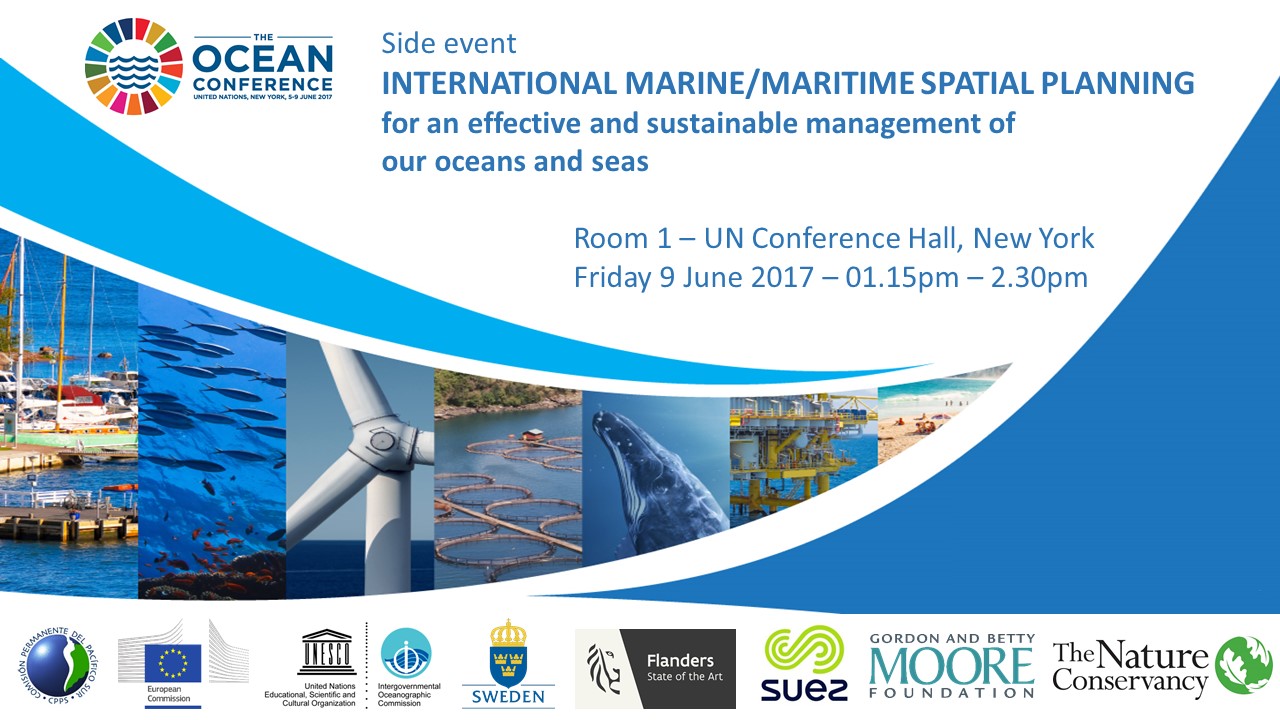 THE
OCEAN
CONFERENCE
UNITED NATIONS, NEW YORK, 5-9 JUNE 2017
Side event
INTERNATIONAL MARINE/MARITIME SPATIAL PLANNING
for an effective and sustainable management of
our oceans and seas
Room 1 – UN Conference Hall, New York
Friday 9 June 2017 – 01.15pm – 2.30pm
COMISIÓN PERMANENTE DEL PACÍFICO SUR
• CPPS •
European
Commission
UNESCO
United Nations
Educational, Scientific and
Cultural Organization
Intergovernmental
Oceanographic
Commission
SWEDEN
Flanders
State of the Art
suez
GORDON AND BETTY
MOORE
FOUNDATION
The Nature
Conservancy